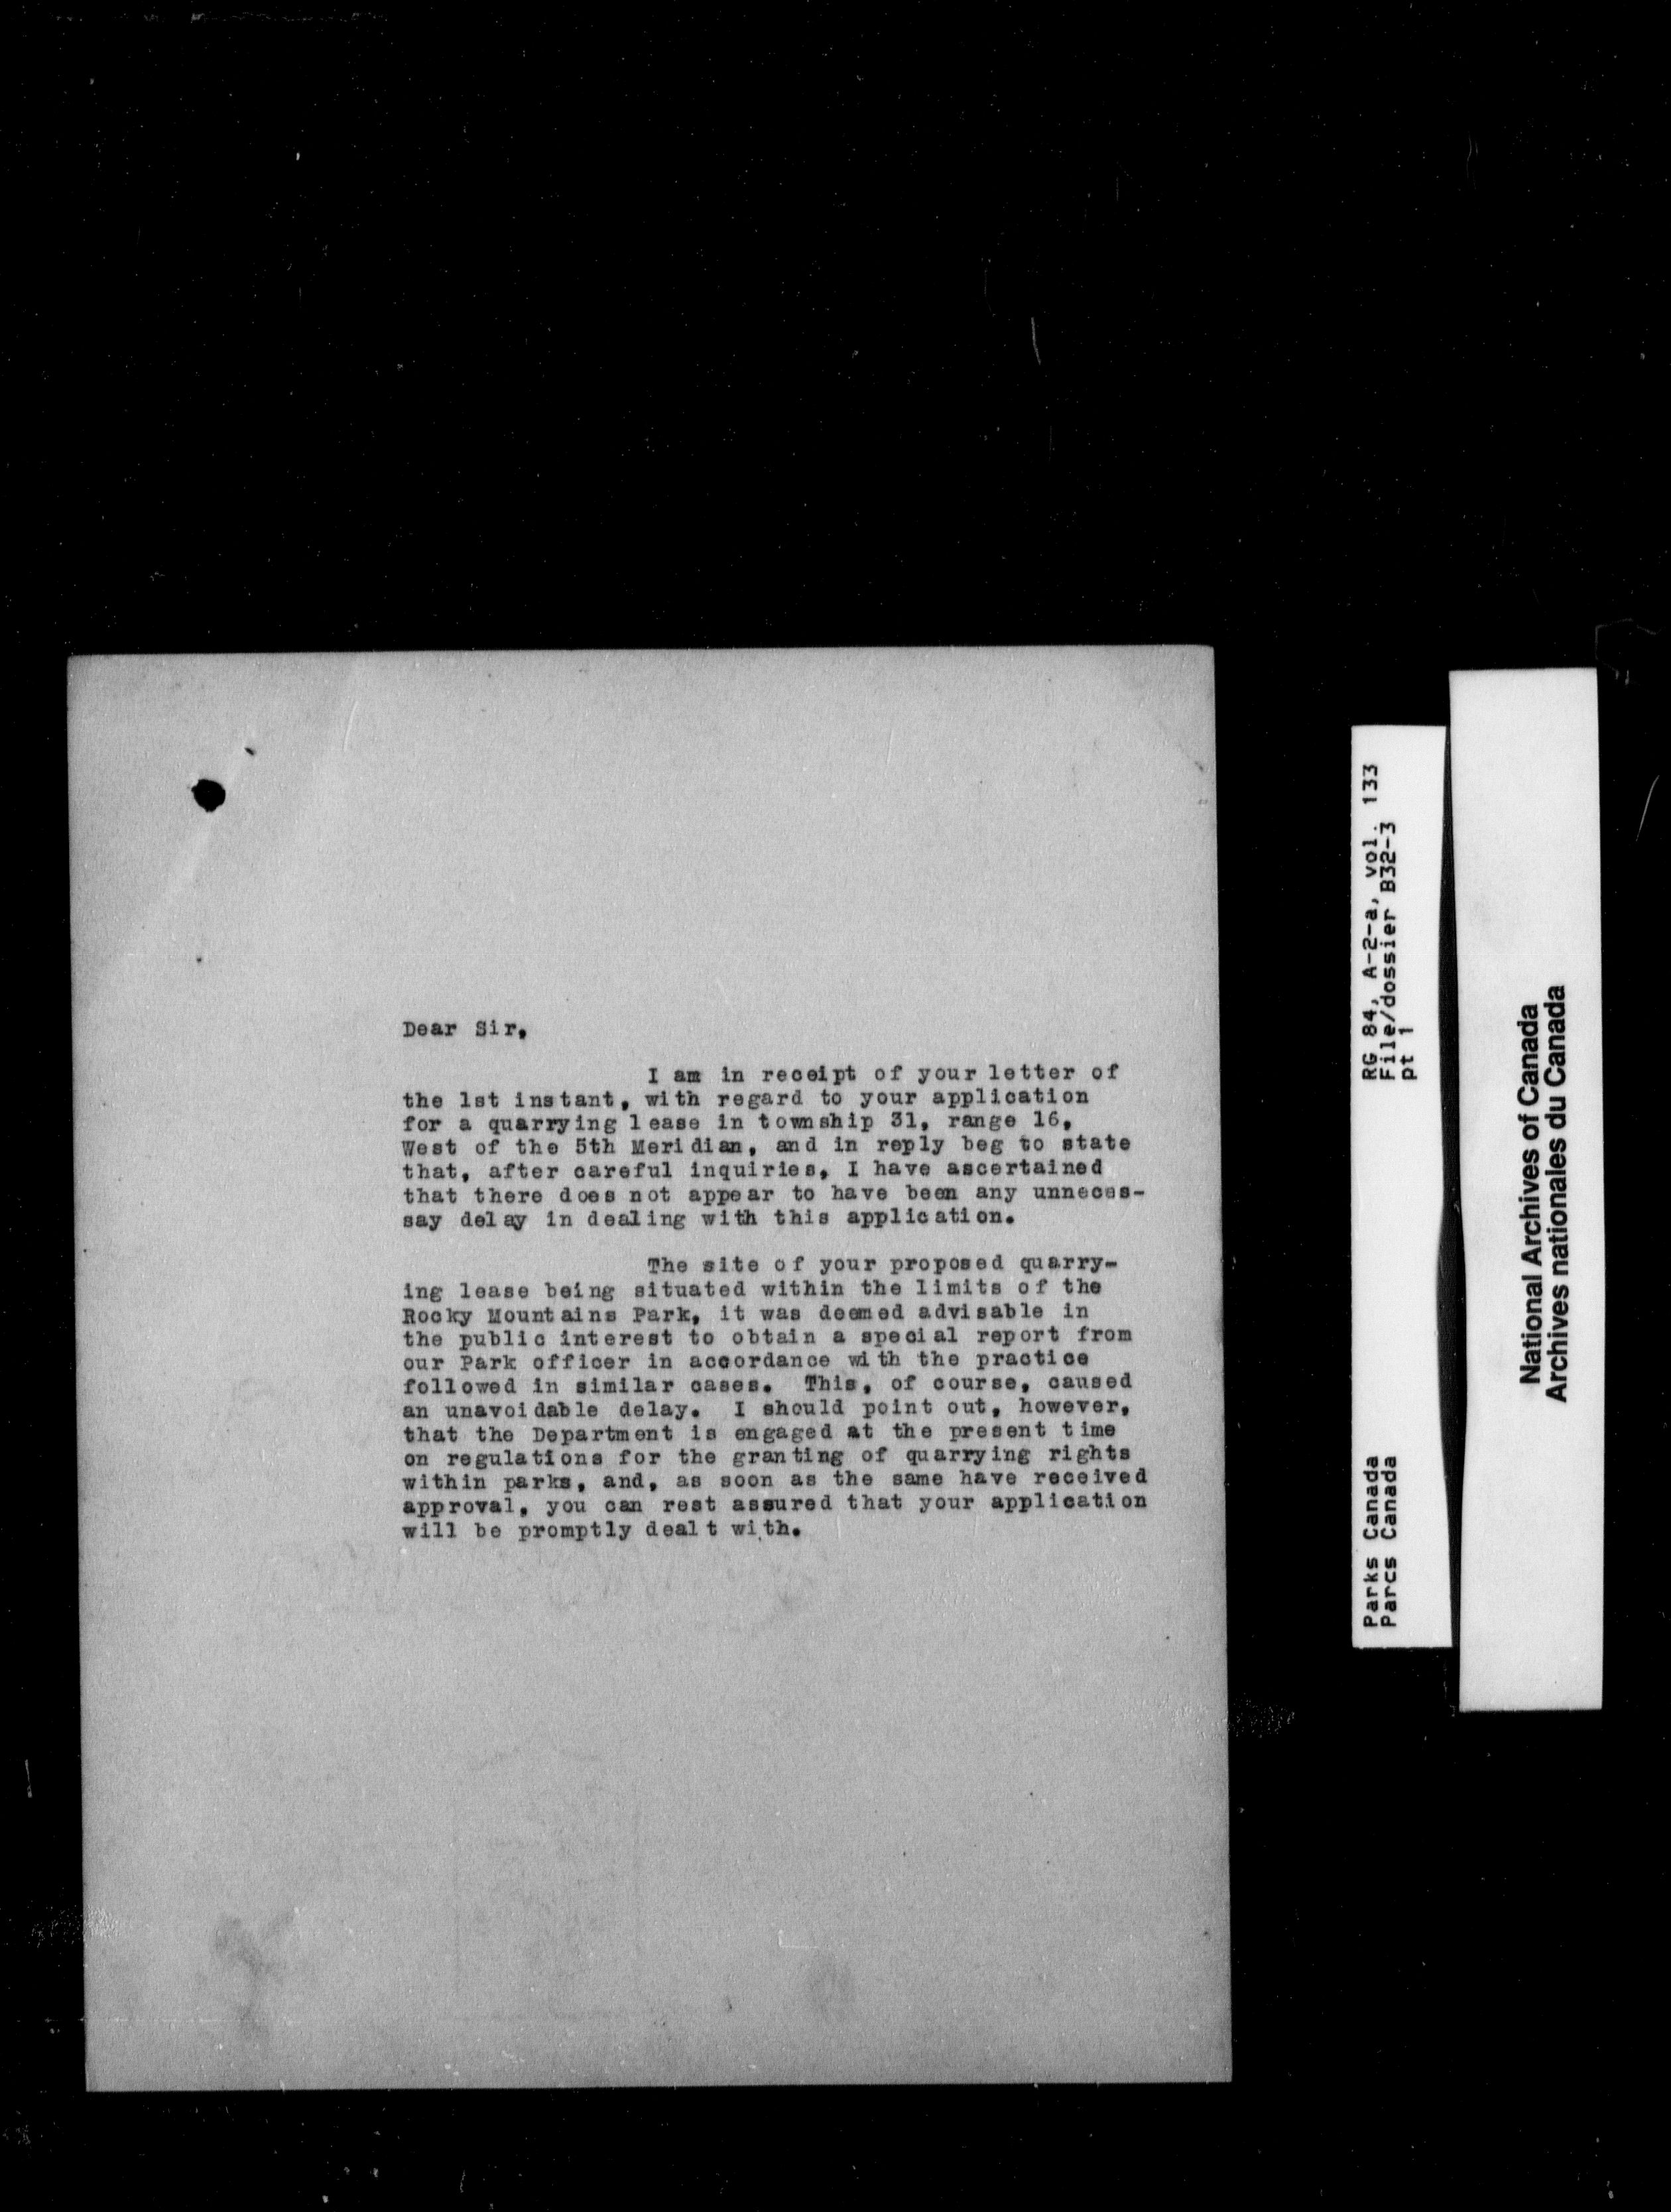 Dear Sir,
I am in receipt of your letter of
the 1st instant, with regard to your application
for a quarrying lease in township 31, range 16,
West of the 5th Meridian, and in reply beg to state
that, after careful inquiries, I have ascertained
that there does not appear to have been any unneces-
say delay in dealing with this application.
The site of your proposed quarry-
ing lease being situated within the limits of the
Rocky Mountains Park, it was deemed advisable in
the public interest to obtain a special report from
our Park officer in accordance with the practice
followed in similar cases. This, of course, caused
an unavoidable delay. I should point out, however,
that the Department is engaged at the present time
on regulations for the granting of quarrying rights
within parks, and, as soon as the same have received
approval, you can rest assured that your application
will be promptly dealt with.
RG 84, A-2-a, vol. 133
File/dossier B32-3
pt 1
Parks Canada
Parcs Canada
National Archives of Canada
Archives nationales du Canada